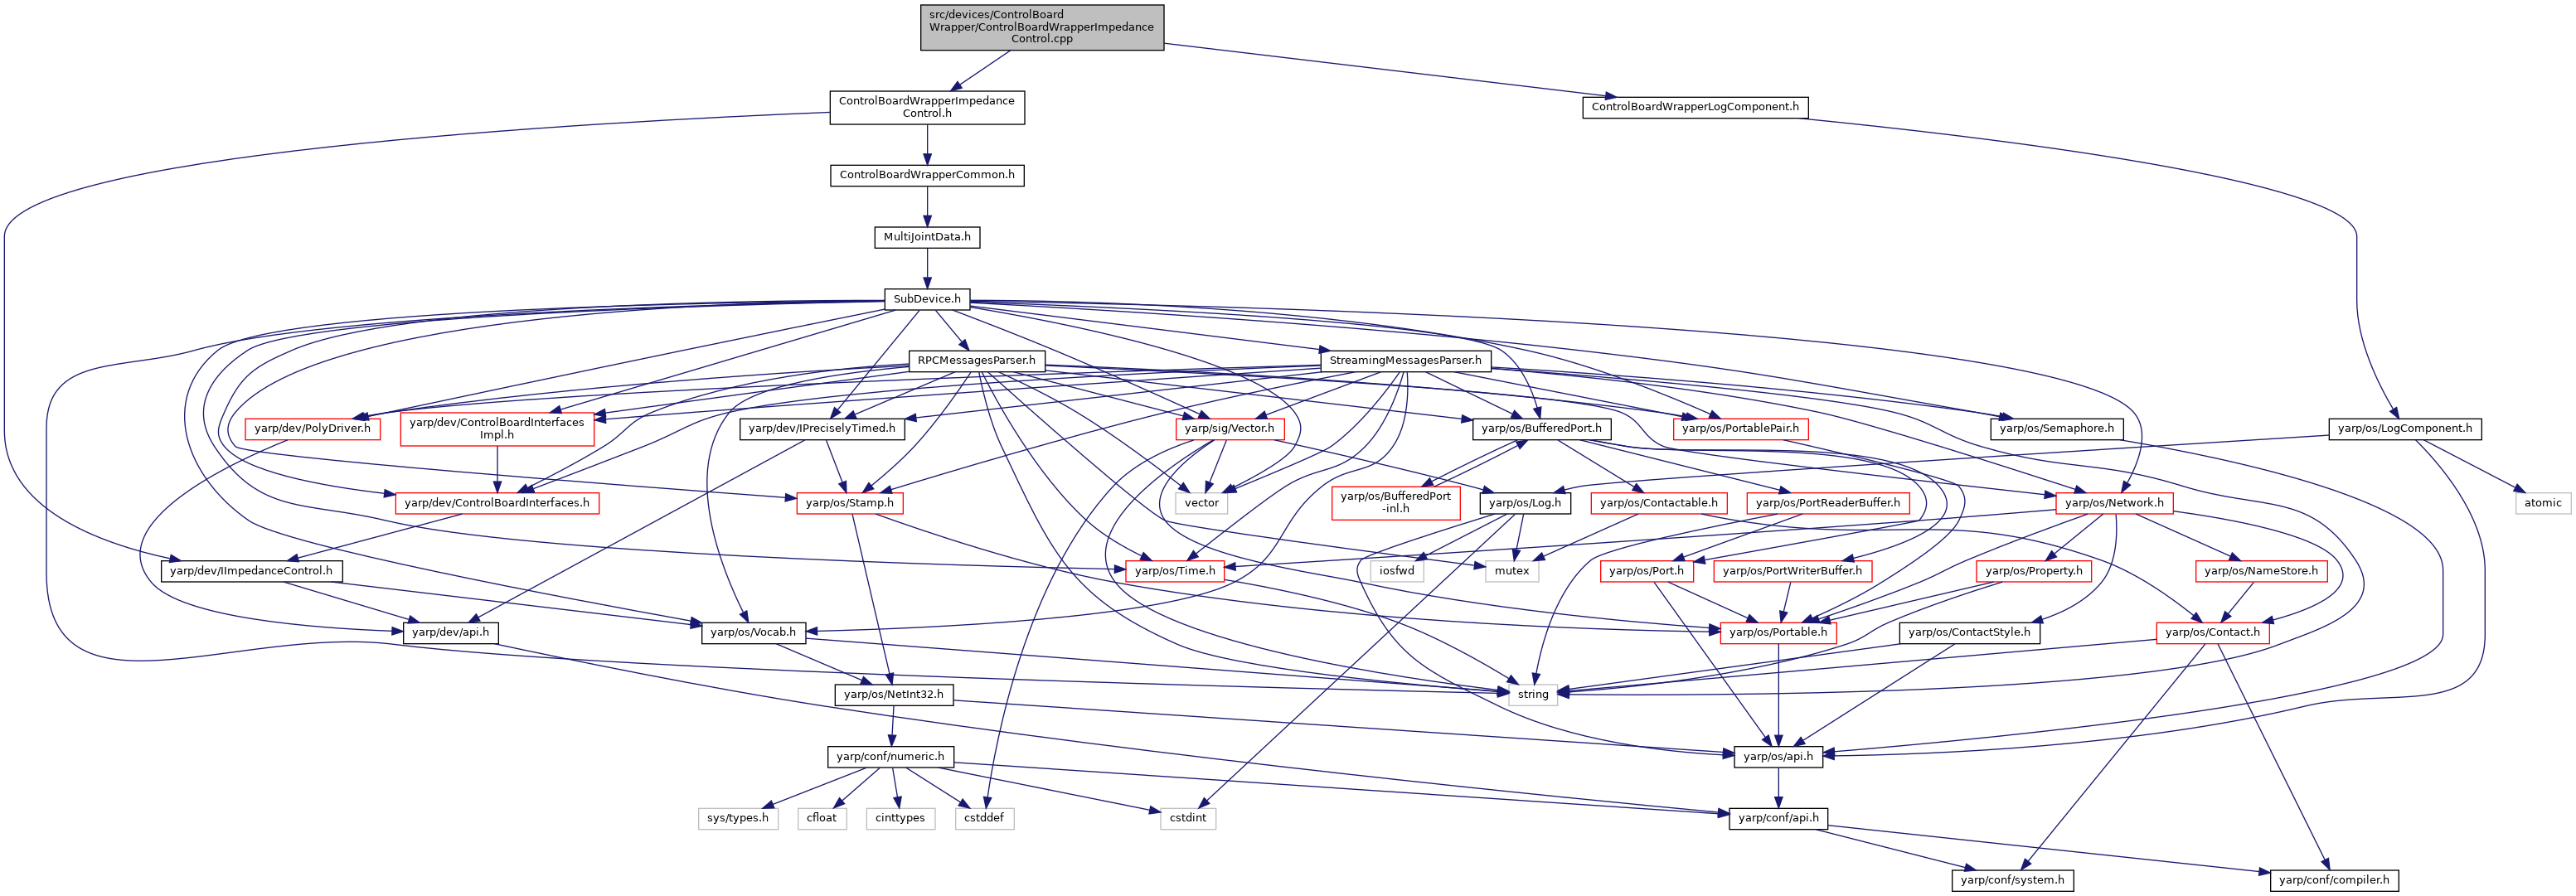 src/devices/ControlBoard
Wrapper/ControlBoardWrapperImpedance
Control.cpp
ControlBoardWrapperImpedance
Control.h
ControlBoardWrapperLogComponent.h
ControlBoardWrapperCommon.h
MultiJointData.h
SubDevice.h
RPCMessagesParser.h
StreamingMessagesParser.h
yarp/dev/PolyDriver.h
yarp/dev/ControlBoardInterfaces
Impl.h
yarp/dev/IPreciselyTimed.h
yarp/sig/Vector.h
yarp/os/BufferedPort.h
yarp/os/PortablePair.h
yarp/os/Semaphore.h
yarp/os/LogComponent.h
yarp/dev/ControlBoardInterfaces.h
yarp/os/Stamp.h
vector
yarp/os/BufferedPort
-inl.h
yarp/os/Log.h
yarp/os/Contactable.h
yarp/os/PortReaderBuffer.h
yarp/os/Network.h
atomic
yarp/dev/IImpedanceControl.h
yarp/os/Time.h
iosfwd
mutex
yarp/os/Port.h
yarp/os/PortWriterBuffer.h
yarp/os/Property.h
yarp/os/NameStore.h
yarp/dev/api.h
yarp/os/Vocab.h
yarp/os/Portable.h
yarp/os/ContactStyle.h
yarp/os/Contact.h
yarp/os/NetInt32.h
string
yarp/conf/numeric.h
yarp/os/api.h
sys/types.h
cfloat
cinttypes
cstddef
cstdint
yarp/conf/api.h
yarp/conf/system.h
yarp/conf/compiler.h